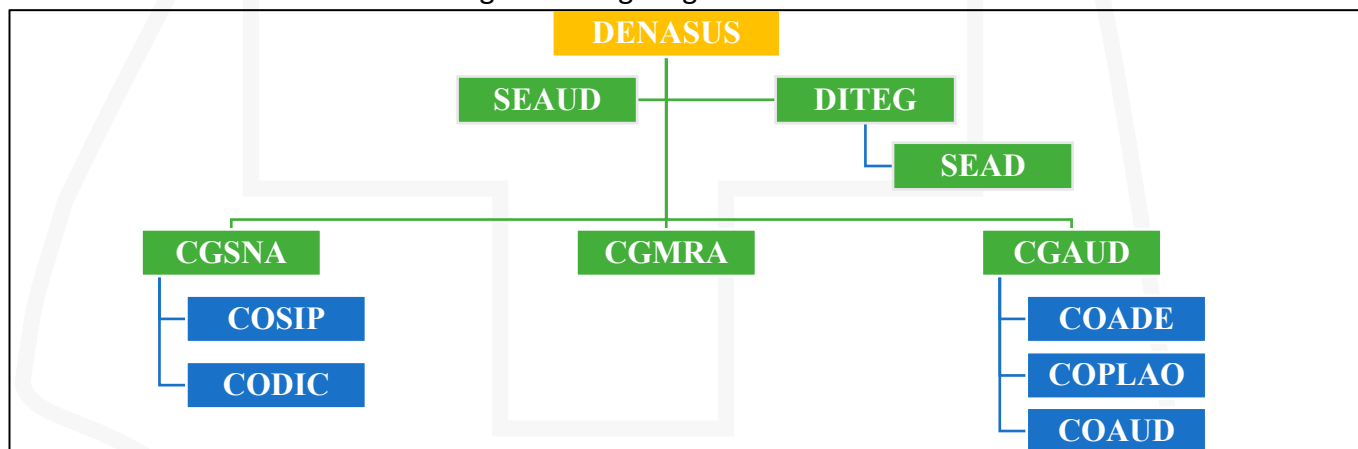 DENASUS
SEAUD
DITEG
SEAD
CGSNA
CGMRA
CGAUD
COSIP
COADE
CODIC
COPLAO
COAUD